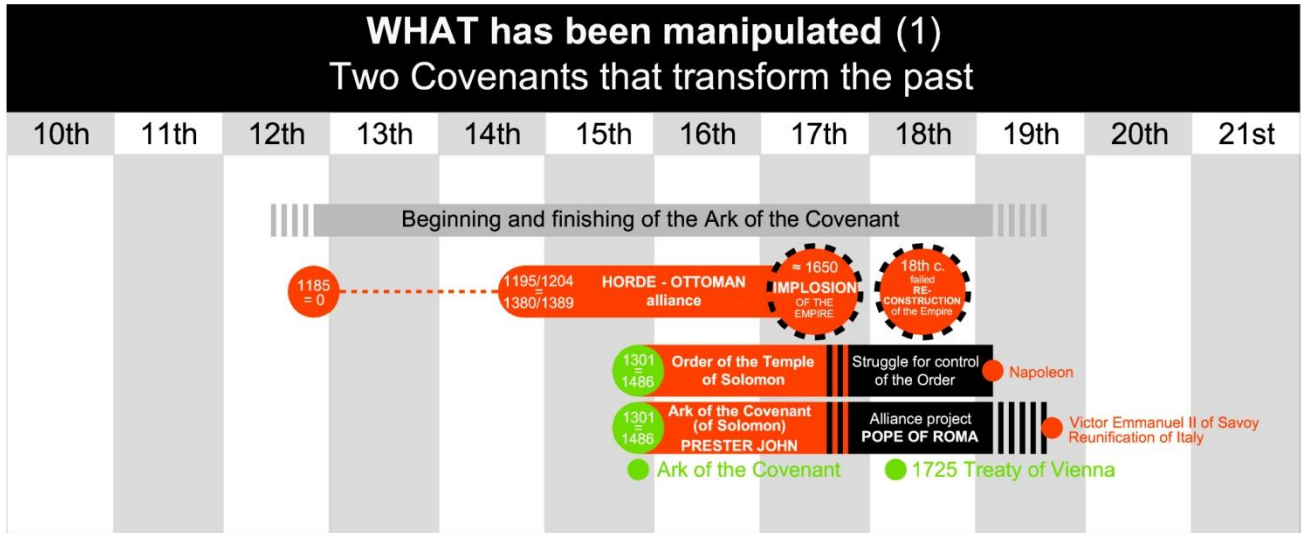 WHAT has been manipulated (1)
Two Covenants that transform the past
10th 11th 12th 13th 14th 15th 16th 17th 18th 19th 20th 21st
Beginning and finishing of the Ark of the Covenant
1185
= 0
1195/1204
=
1380/1389
HORDE - OTTOMAN
alliance
≈ 1650
IMPLOSION
OF THE
EMPIRE
18th c.
failed
RE-
CONSTRUCTION
of the Empire
1301
=
1486
Order of the Temple
of Solomon
Struggle for control
of the Order
Napoleon
1301
=
1486
Ark of the Covenant
(of Solomon)
PRESTER JOHN
Alliance project
POPE OF ROMA
Victor Emmanuel II of Savoy
Reunification of Italy
Ark of the Covenant
1725 Treaty of Vienna